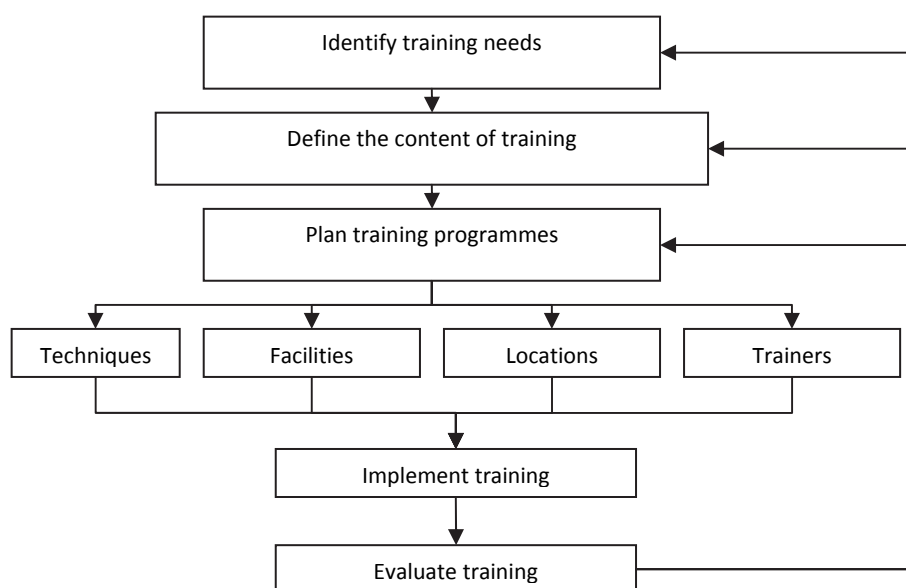 Identify training needs
Define the content of training
Plan training programmes
Techniques
Facilities
Locations
Trainers
Implement training
Evaluate training